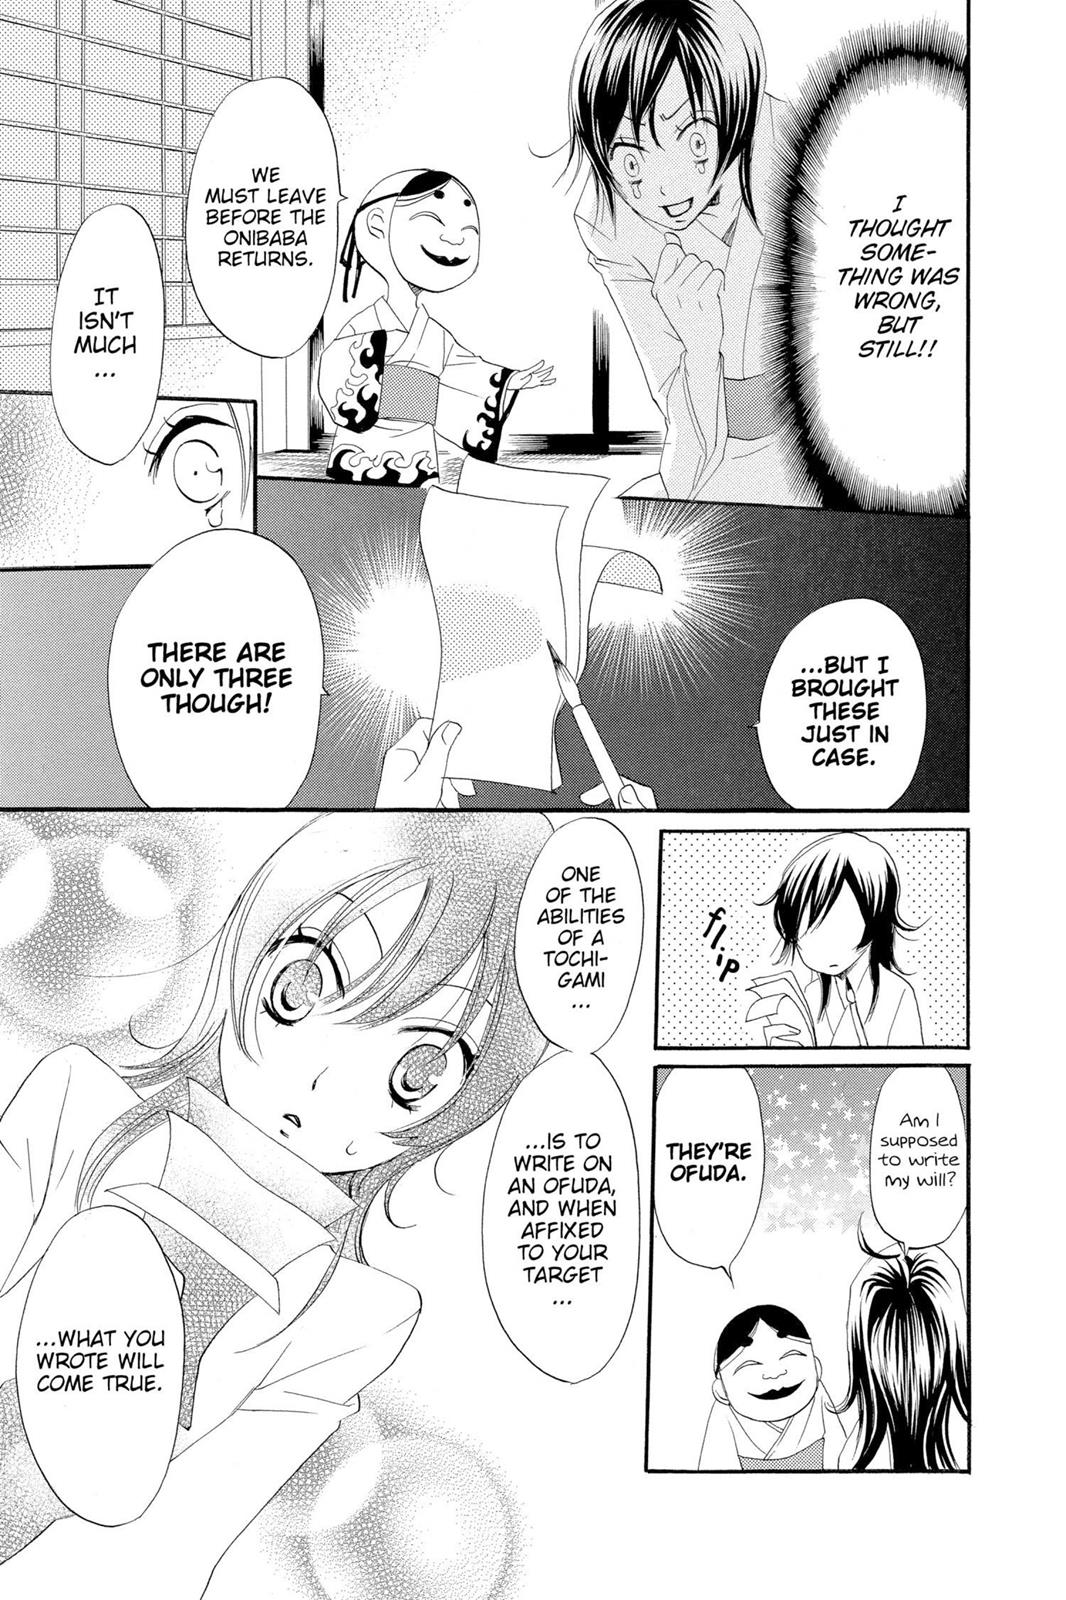 I
THOUGHT
SOME-
THING WAS
WRONG,
BUT
STILL!!
WE
MUST LEAVE
BEFORE THE
ONIBABA
RETURNS.
IT
ISN'T
MUCH
...
...BUT I
BROUGHT
THESE
JUST IN
CASE.
THERE ARE
ONLY THREE
THOUGH!
flip
Am I
supposed
to write
my will?
THEY'RE
OFUDA.
ONE
OF THE
ABILITIES
OF A
TOCHI-
GAMI
...
...IS TO
WRITE ON
AN OFUDA,
AND WHEN
AFFIXED
TO YOUR
TARGET
...
...WHAT YOU
WROTE WILL
COME TRUE.